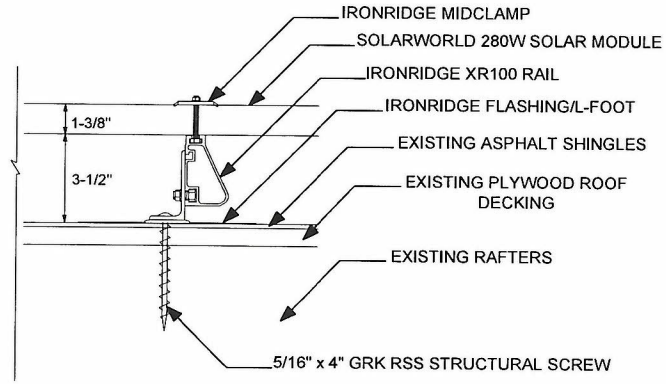 IRONRIDGE MIDCLAMP
SOLARWORLD 280W SOLAR MODULE
IRONRIDGE XR100 RAIL
IRONRIDGE FLASHING/L-FOOT
1-3/8"
EXISTING ASPHALT SHINGLES
3-1/2"
EXISTING PLYWOOD ROOF
DECKING
EXISTING RAFTERS
5/16" x 4" GRK RSS STRUCTURAL SCREW